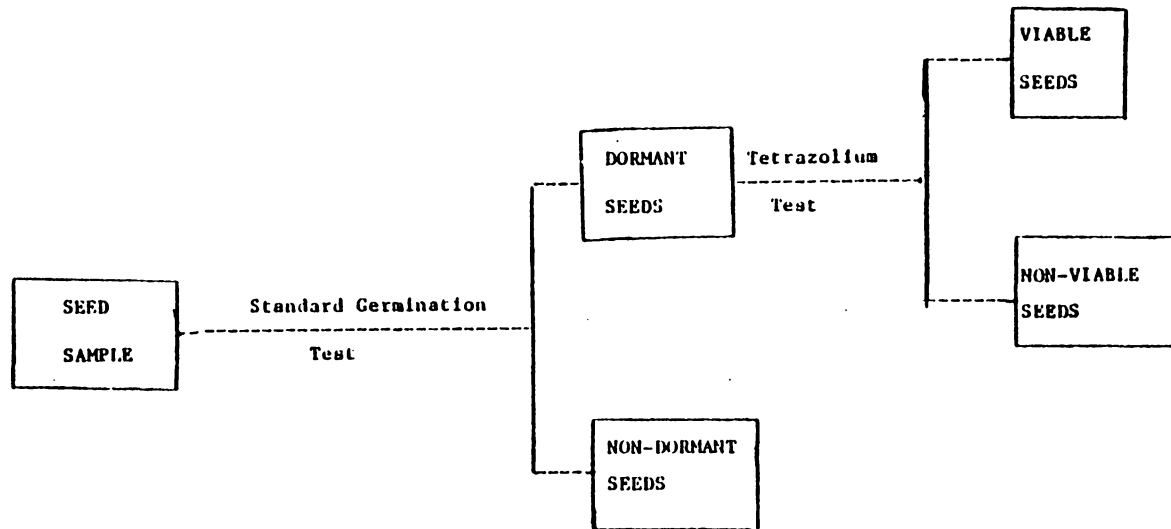 VIABLE
SEEDS
DORMANT
SEEDS
Tetrazolium
Test
NON-VIABLE
SEEDS
SEED
SAMPLE
Standard Germination
Test
NON-DORMANT
SEEDS